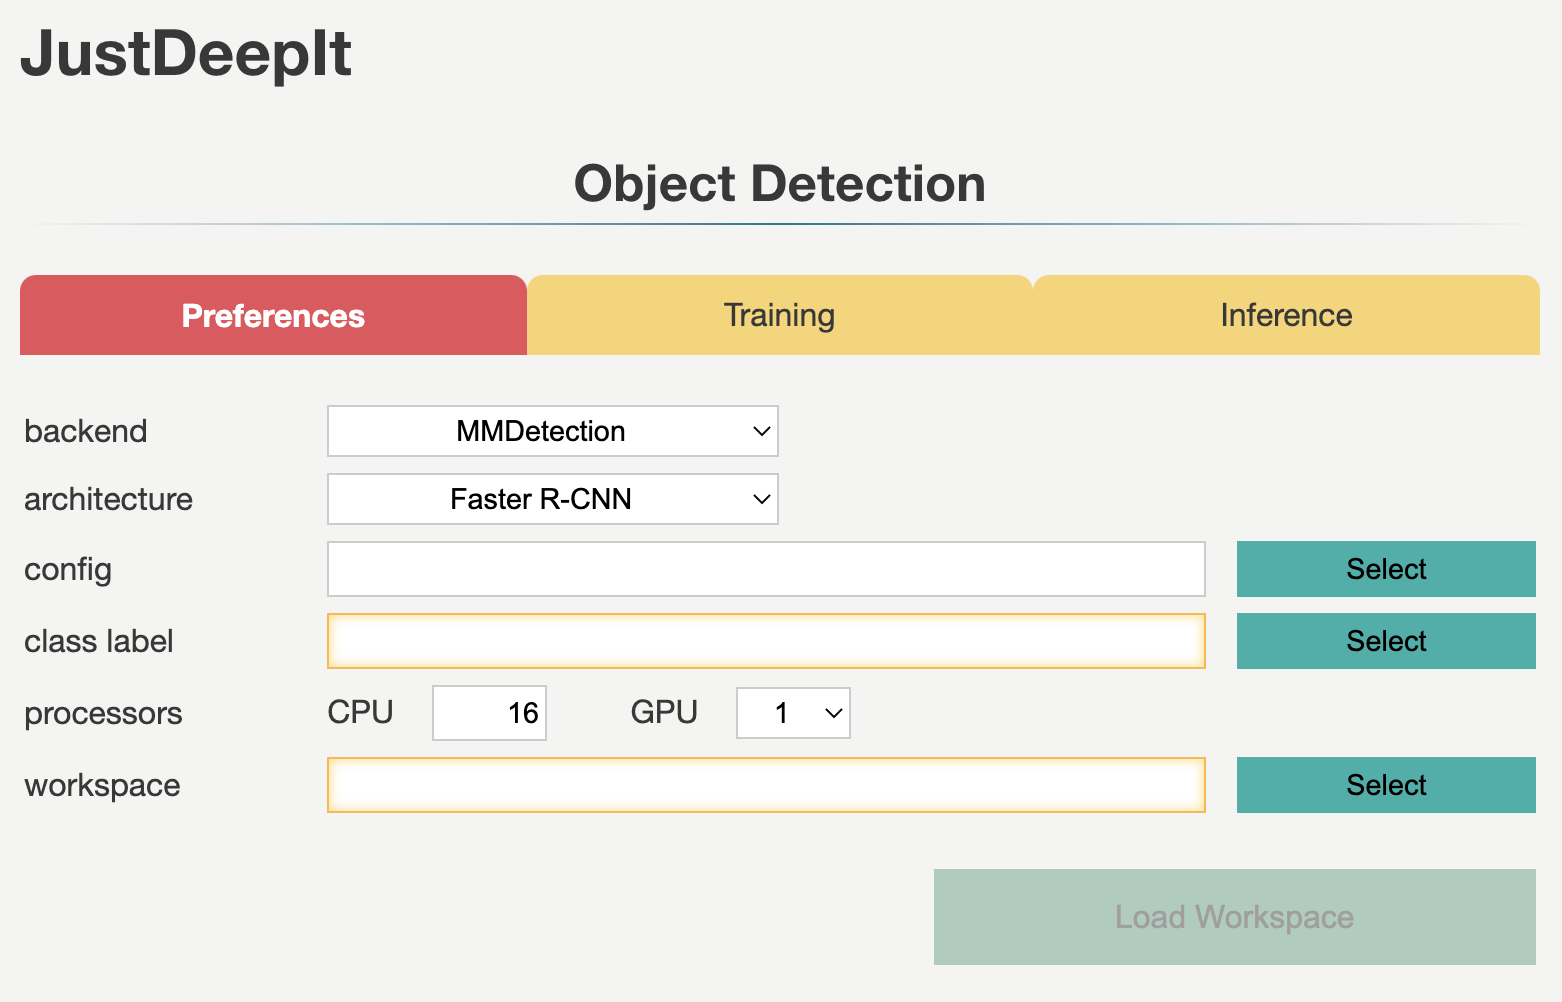 JustDeepIt
Object Detection
Preferences Training Inference
backend MMDetection
architecture Faster R-CNN
config Select
class label Select
processors CPU 16 GPU 1
workspace Select
Load Workspace